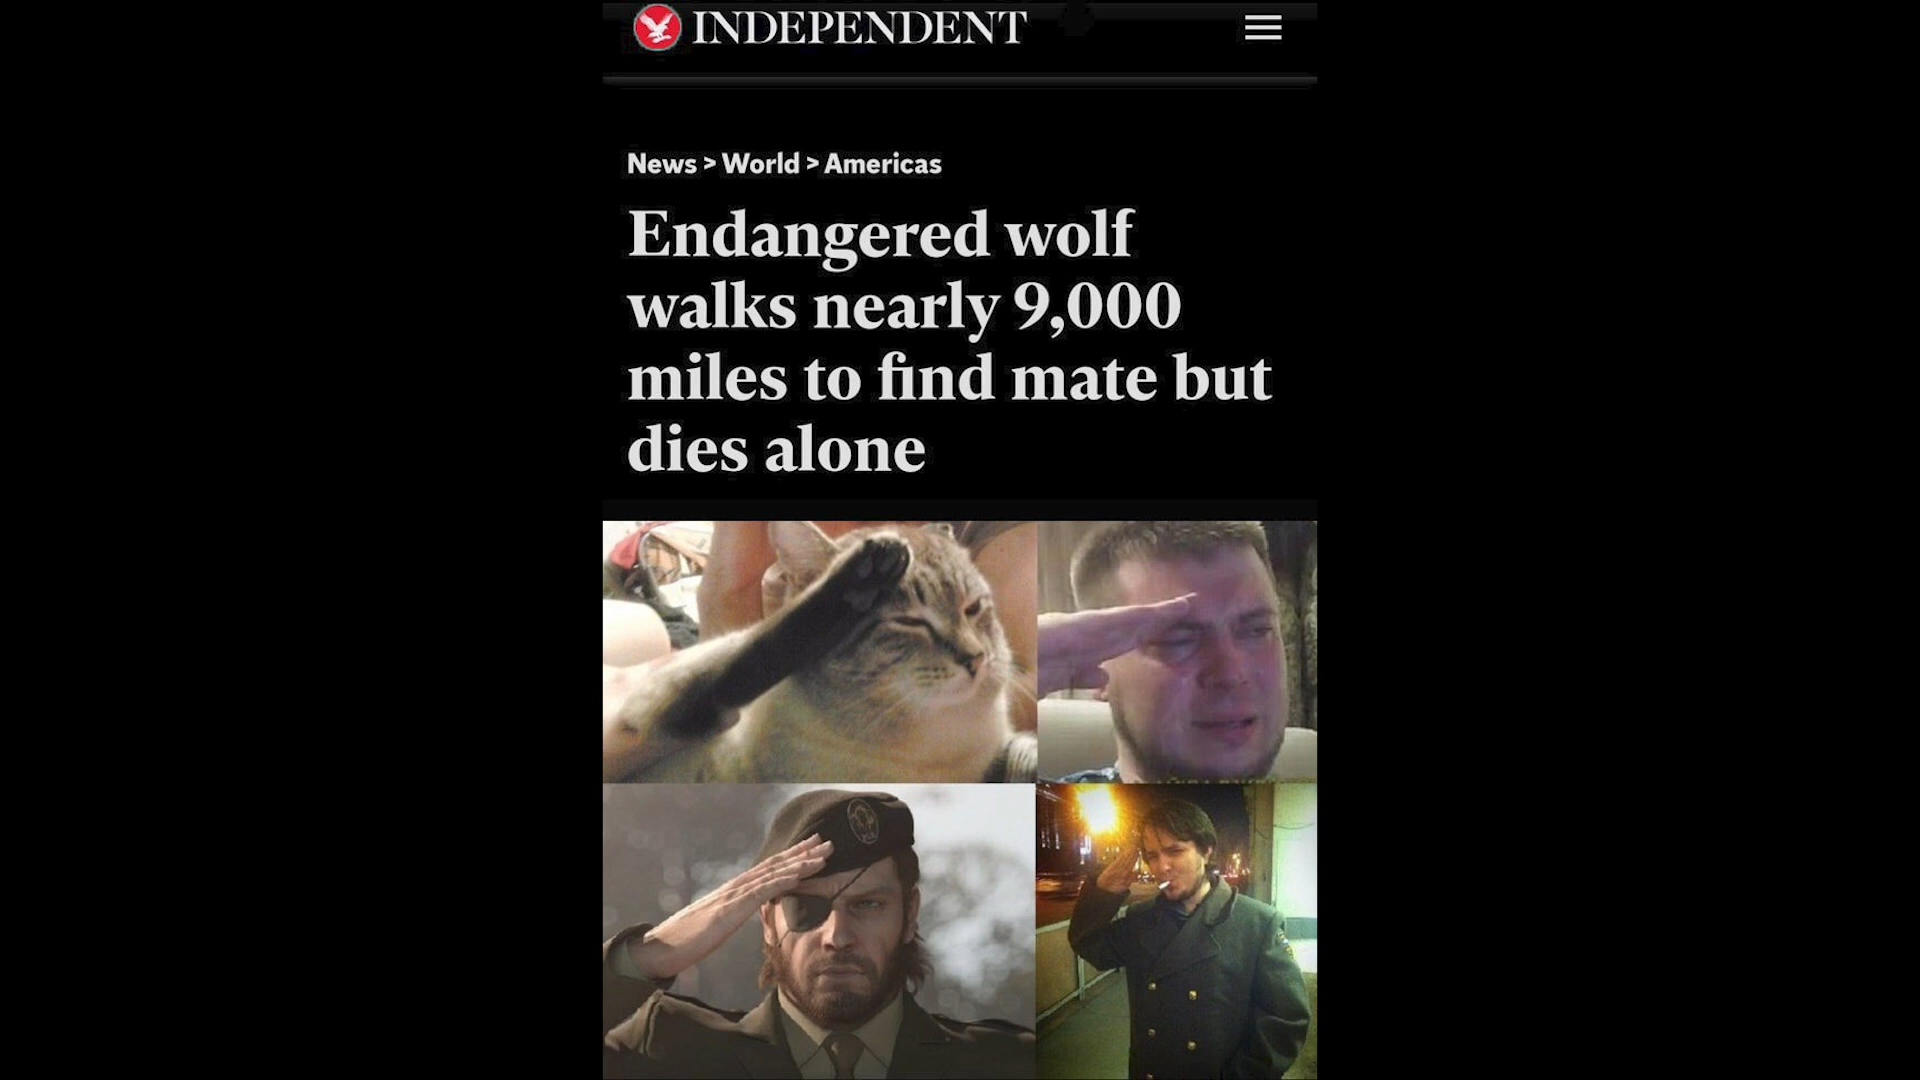 INDEPENDENT
News > World > Americas
Endangered wolf
walks nearly 9,000
miles to find mate but
dies alone